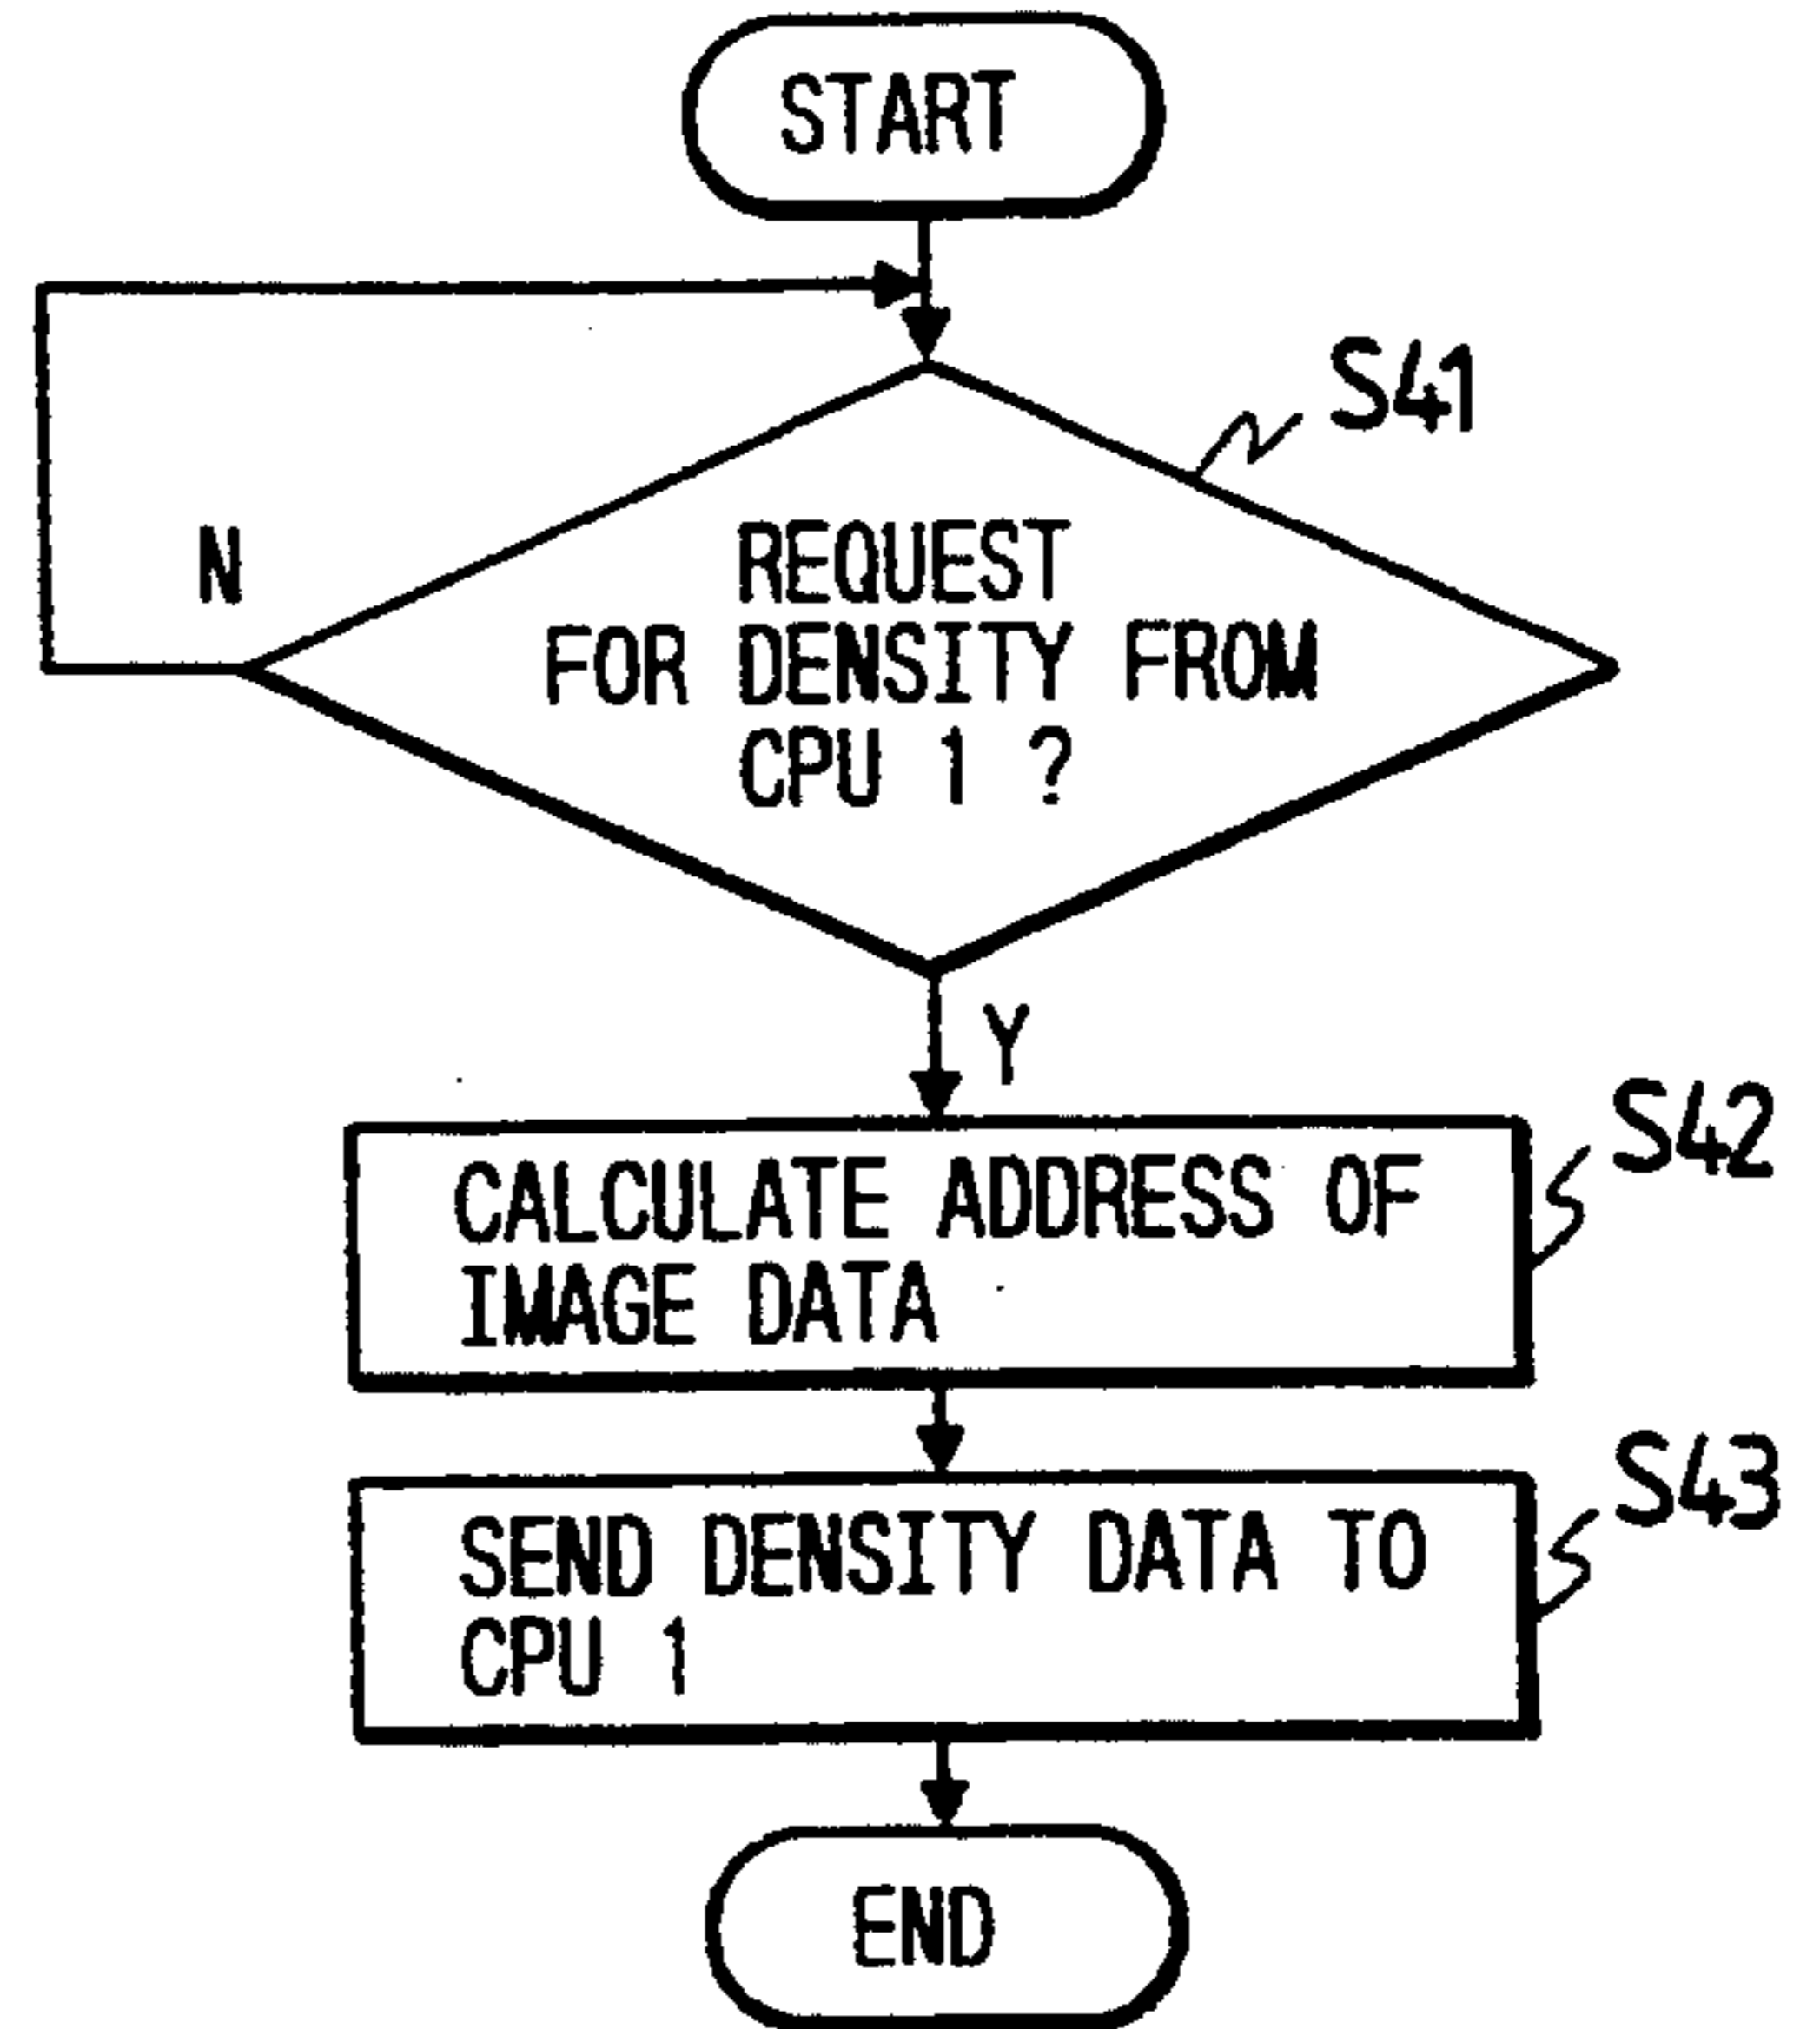 START
S41
N
REQUEST
FOR DENSITY FROM
CPU 1 ?
Y
S42
CALCULATE ADDRESS OF
IMAGE DATA
S43
SEND DENSITY DATA TO
CPU 1
END